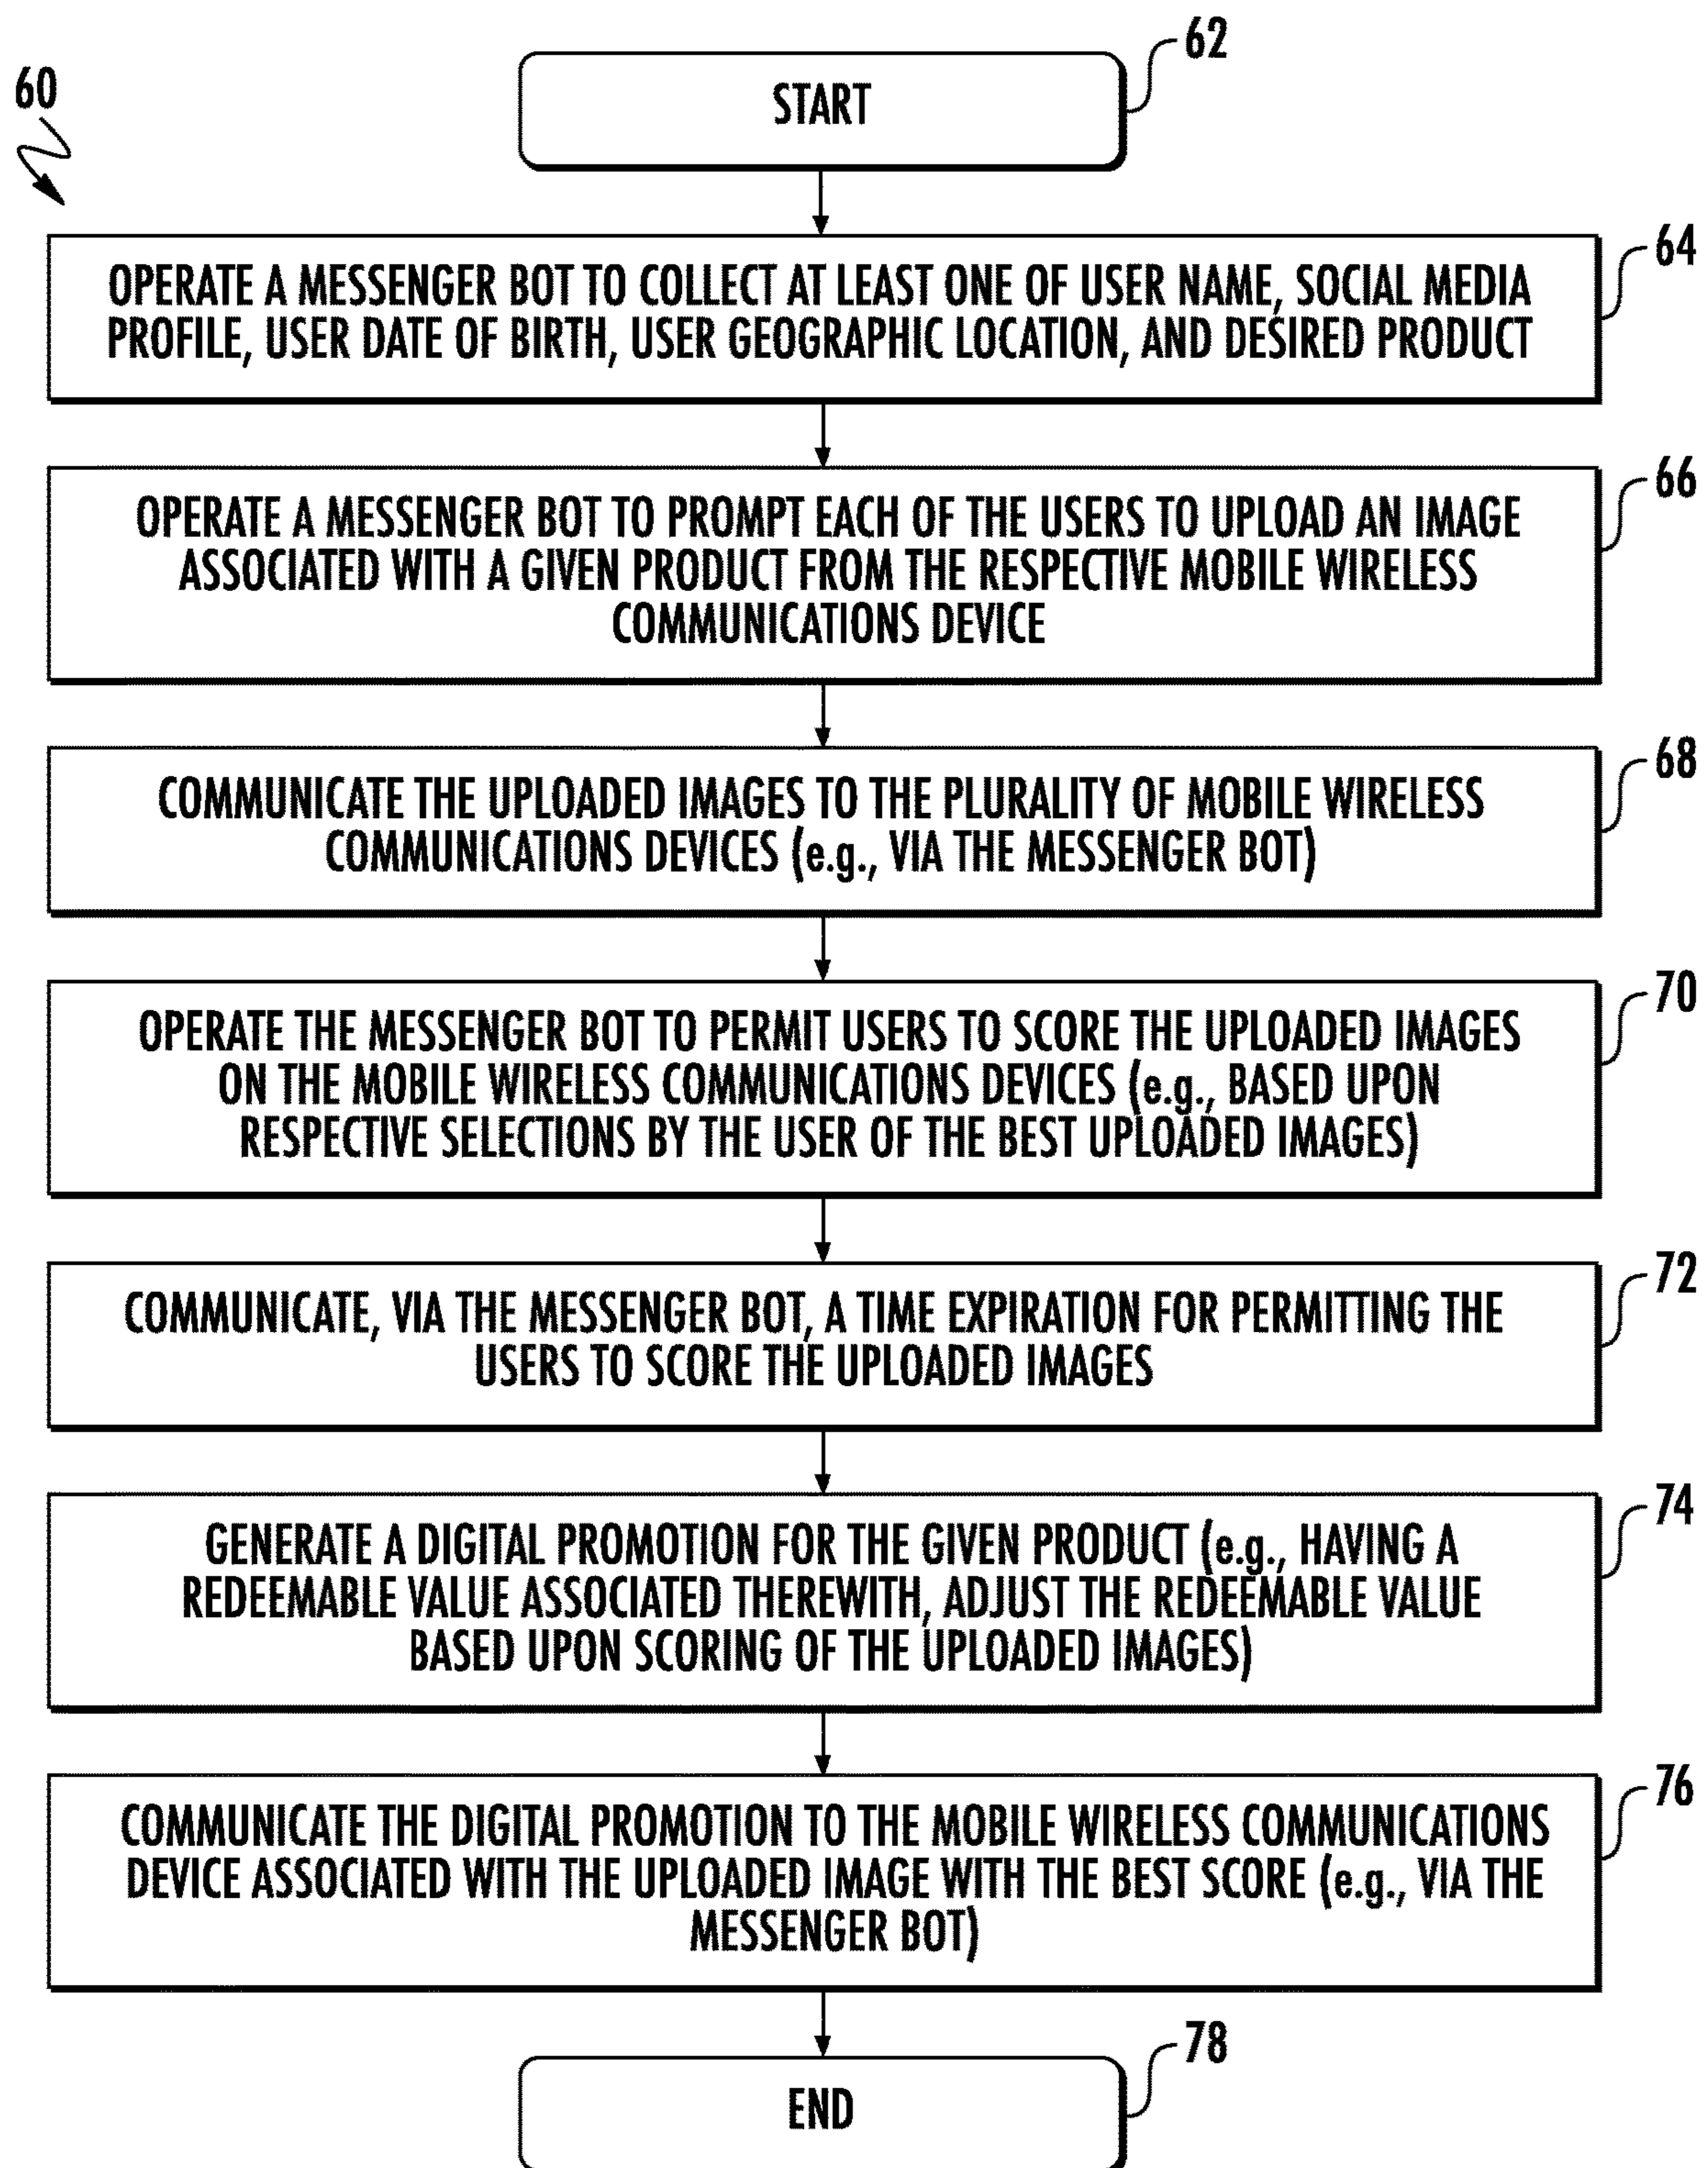 62
60
START
64
OPERATE A MESSENGER BOT TO COLLECT AT LEAST ONE OF USER NAME, SOCIAL MEDIA
PROFILE, USER DATE OF BIRTH, USER GEOGRAPHIC LOCATION, AND DESIRED PRODUCT
66
OPERATE A MESSENGER BOT TO PROMPT EACH OF THE USERS TO UPLOAD AN IMAGE
ASSOCIATED WITH A GIVEN PRODUCT FROM THE RESPECTIVE MOBILE WIRELESS
COMMUNICATIONS DEVICE
68
COMMUNICATE THE UPLOADED IMAGES TO THE PLURALITY OF MOBILE WIRELESS
COMMUNICATIONS DEVICES (e.g., VIA THE MESSENGER BOT)
70
OPERATE THE MESSENGER BOT TO PERMIT USERS TO SCORE THE UPLOADED IMAGES
ON THE MOBILE WIRELESS COMMUNICATIONS DEVICES (e.g., BASED UPON
RESPECTIVE SELECTIONS BY THE USER OF THE BEST UPLOADED IMAGES)
72
COMMUNICATE, VIA THE MESSENGER BOT, A TIME EXPIRATION FOR PERMITTING THE
USERS TO SCORE THE UPLOADED IMAGES
74
GENERATE A DIGITAL PROMOTION FOR THE GIVEN PRODUCT (e.g., HAVING A
REDEEMABLE VALUE ASSOCIATED THEREWITH, ADJUST THE REDEEMABLE VALUE
BASED UPON SCORING OF THE UPLOADED IMAGES)
76
COMMUNICATE THE DIGITAL PROMOTION TO THE MOBILE WIRELESS COMMUNICATIONS
DEVICE ASSOCIATED WITH THE UPLOADED IMAGE WITH THE BEST SCORE (e.g., VIA THE
MESSENGER BOT)
78
END